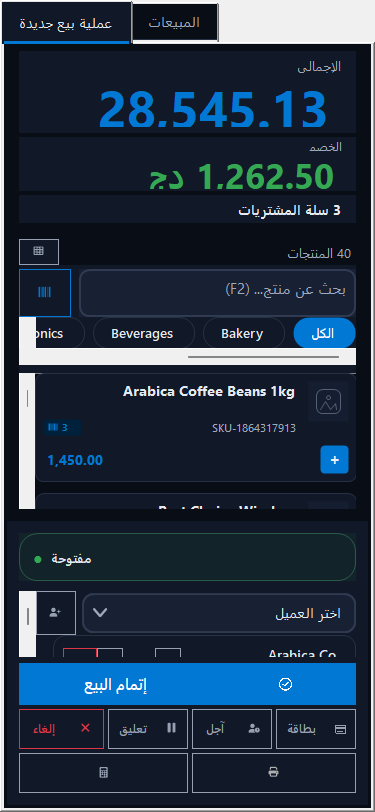 عملية بيع جديدة
المبيعات
الإجمالي
28,545.13
الخصم
1,262.50 دج
3 سلة المشتريات
40 المنتجات
بحث عن منتج... (F2)
الكل
Bakery
Beverages
onics
Arabica Coffee Beans 1kg
SKU-1864317913
3
1,450.00
+
مفتوحة
اختر العميل
Arabica Co
إتمام البيع
بطاقة
آجل
تعليق
إلغاء